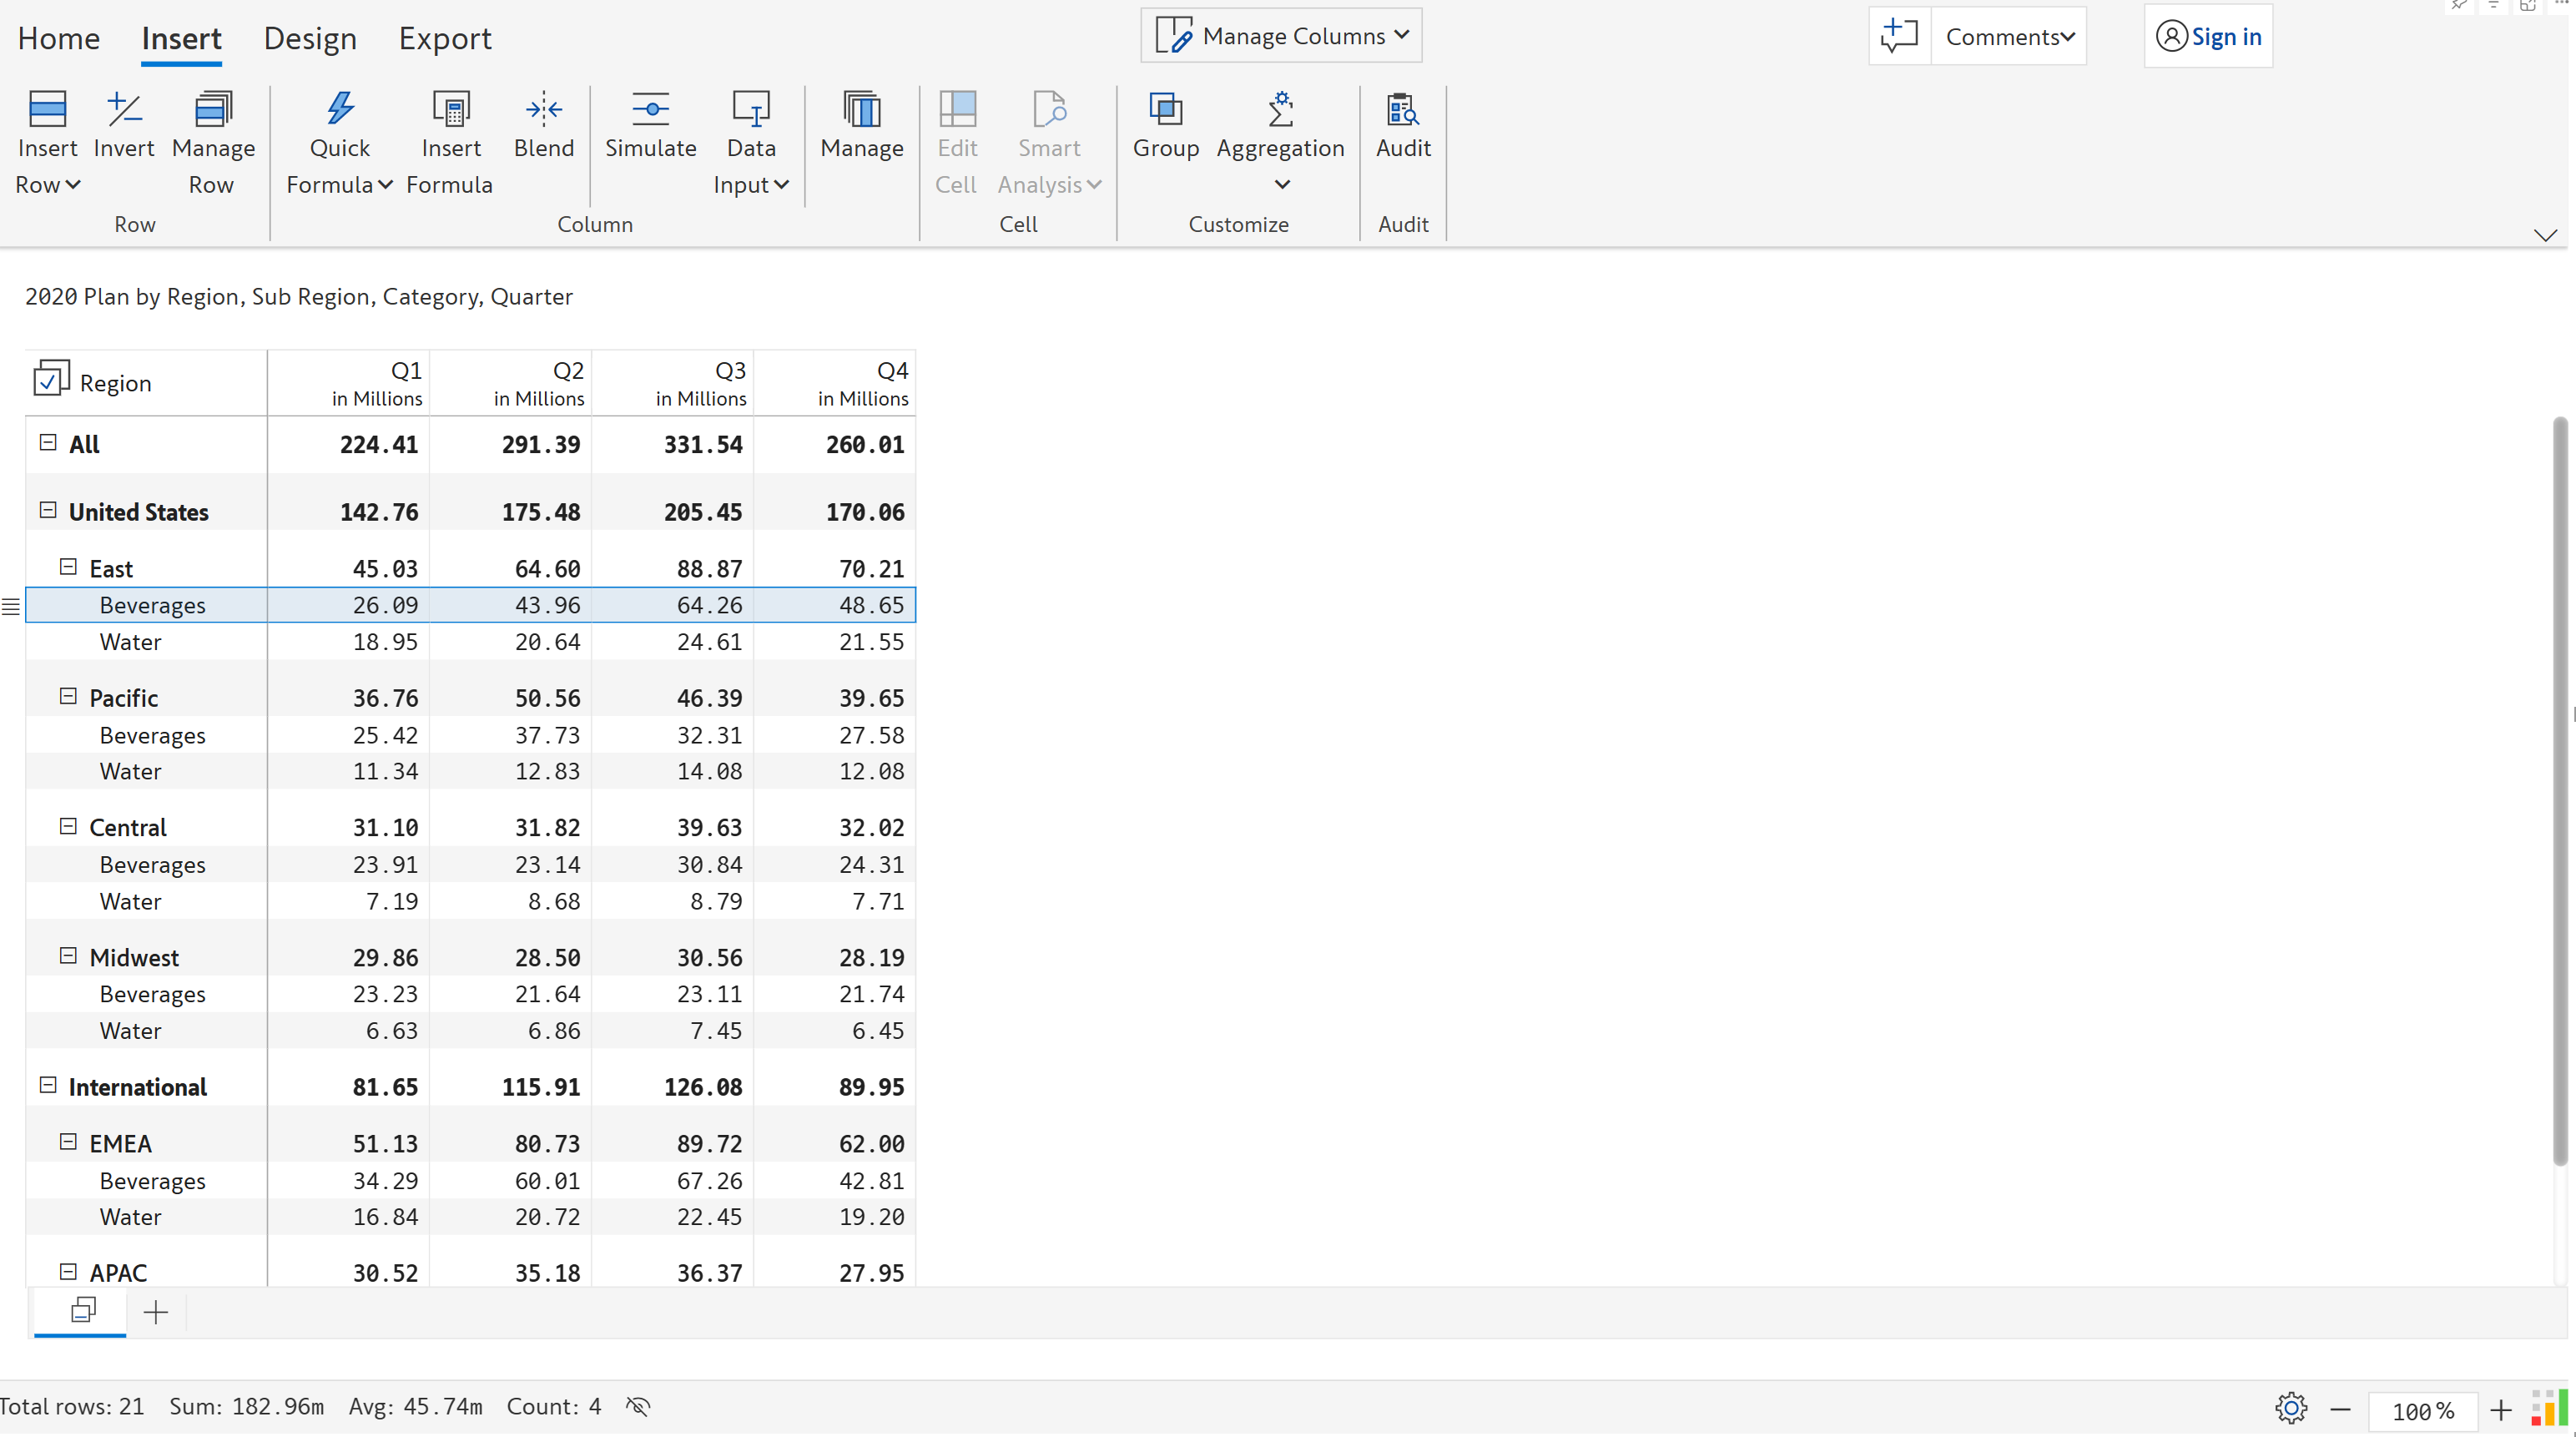 Home Insert Design Export Manage Columns Comments Sign in
Insert Invert Manage Quick Insert Blend Simulate Data Manage Edit Smart Group Aggregation Audit
Row Row Formula Formula Input Cell Analysis
Row Column Cell Customize Audit
2020 Plan by Region, Sub Region, Category, Quarter
Region Q1 Q2 Q3 Q4
in Millions in Millions in Millions in Millions
All 224.41 291.39 331.54 260.01
United States 142.76 175.48 205.45 170.06
East 45.03 64.60 88.87 70.21
Beverages 26.09 43.96 64.26 48.65
Water 18.95 20.64 24.61 21.55
Pacific 36.76 50.56 46.39 39.65
Beverages 25.42 37.73 32.31 27.58
Water 11.34 12.83 14.08 12.08
Central 31.10 31.82 39.63 32.02
Beverages 23.91 23.14 30.84 24.31
Water 7.19 8.68 8.79 7.71
Midwest 29.86 28.50 30.56 28.19
Beverages 23.23 21.64 23.11 21.74
Water 6.63 6.86 7.45 6.45
International 81.65 115.91 126.08 89.95
EMEA 51.13 80.73 89.72 62.00
Beverages 34.29 60.01 67.26 42.81
Water 16.84 20.72 22.45 19.20
APAC 30.52 35.18 36.37 27.95
Total rows: 21 Sum: 182.96m Avg: 45.74m Count: 4 100 %